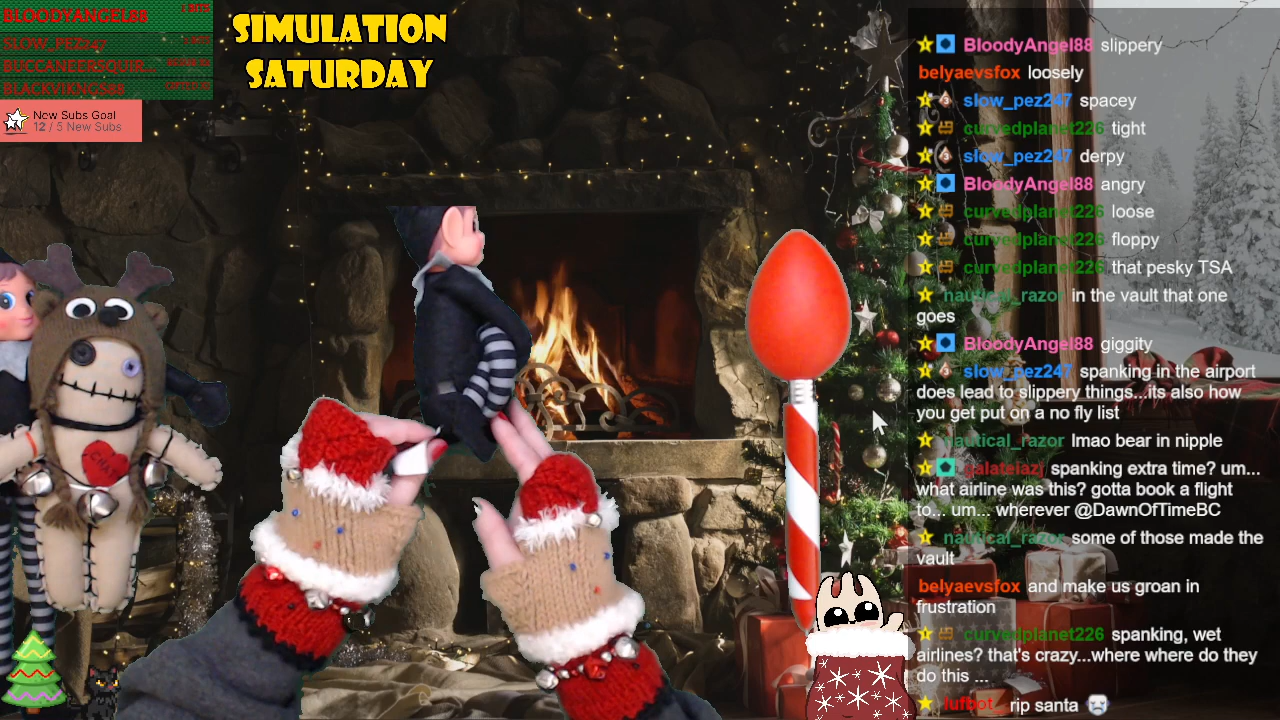 BLOODYANGEL88
SLOW_PEZ247
BUCCANEERSQUIR...
BLACKVIKNGS88
SIMULATION
SATURDAY
New Subs Goal
12 / 5 New Subs
BloodyAngel88 slippery
belyaevsfox loosely
slow_pez247 spacey
curvedplanet226 tight
slow_pez247 derpy
BloodyAngel88 angry
curvedplanet226 loose
curvedplanet226 floppy
curvedplanet226 that pesky TSA
nautical_razor in the vault that one
goes
BloodyAngel88 giggity
slow_pez247 spanking in the airport
does lead to slippery things...its also how
you get put on a no fly list
nautical_razor lmao bear in nipple
galateiazj spanking extra time? um...
what airline was this? gotta book a flight
to... um... wherever @DawnOfTimeBC
nautical_razor some of those made the
vault
belyaevsfox and make us groan in
frustration
curvedplanet226 spanking, wet
airlines? that's crazy...where where do they
do this ...
lufbot_ rip santa